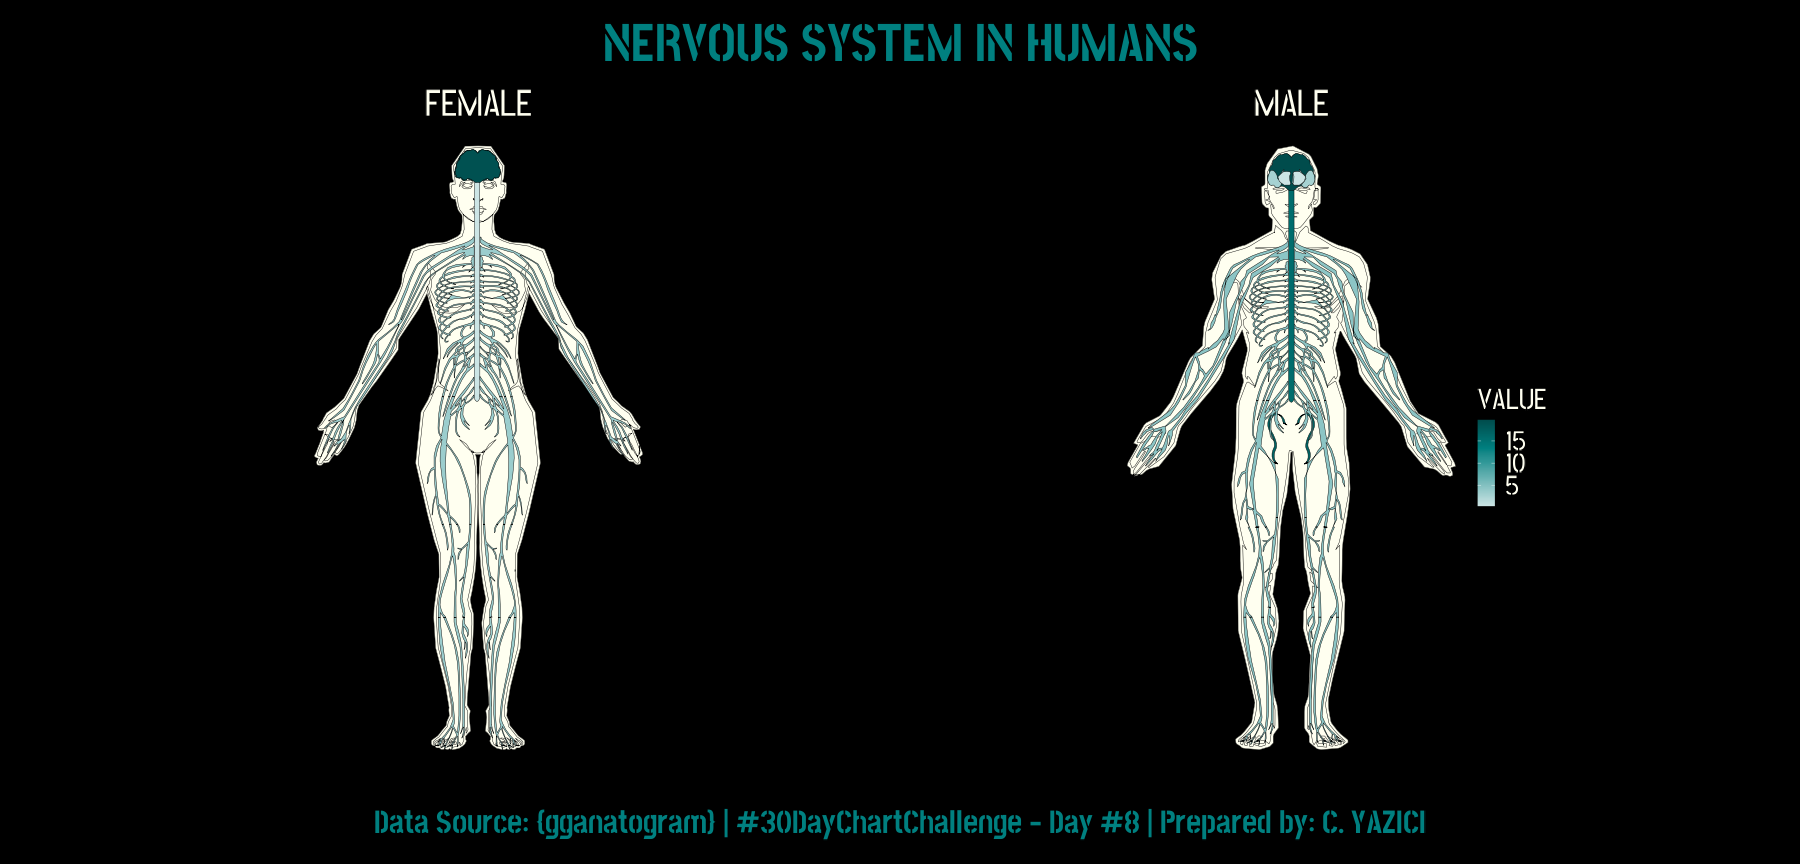 NERVOUS SYSTEM IN HUMANS
FEMALE
MALE
VALUE
15
10
5
Data Source: {gganatogram} | #30DayChartChallenge - Day #8 | Prepared by: C. YAZICI